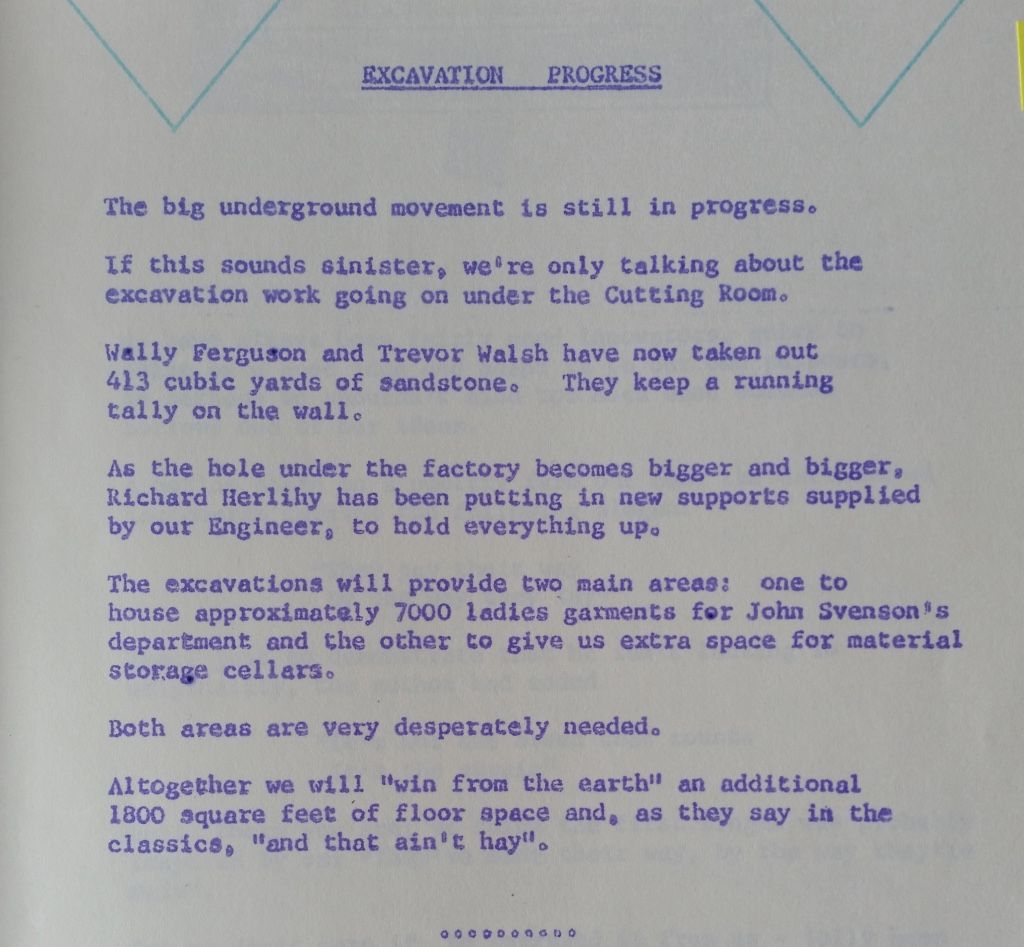 EXCAVATION PROGRESS
The big underground movement is still in progress.
If this sounds sinister, we're only talking about the
excavation work going on under the Cutting Room.
Wally Ferguson and Trevor Walsh have now taken out
413 cubic yards of sandstone. They keep a running
tally on the wall.
As the hole under the factory becomes bigger and bigger,
Richard Herlihy has been putting in new supports supplied
by our Engineer, to hold everything up.
The excavations will provide two main areas: one to
house approximately 7000 ladies garments for John Svenson's
department and the other to give us extra space for material
storage cellars.
Both areas are very desperately needed.
Altogether we will "win from the earth" an additional
1800 square feet of floor space and, as they say in the
classics, "and that ain't hay".